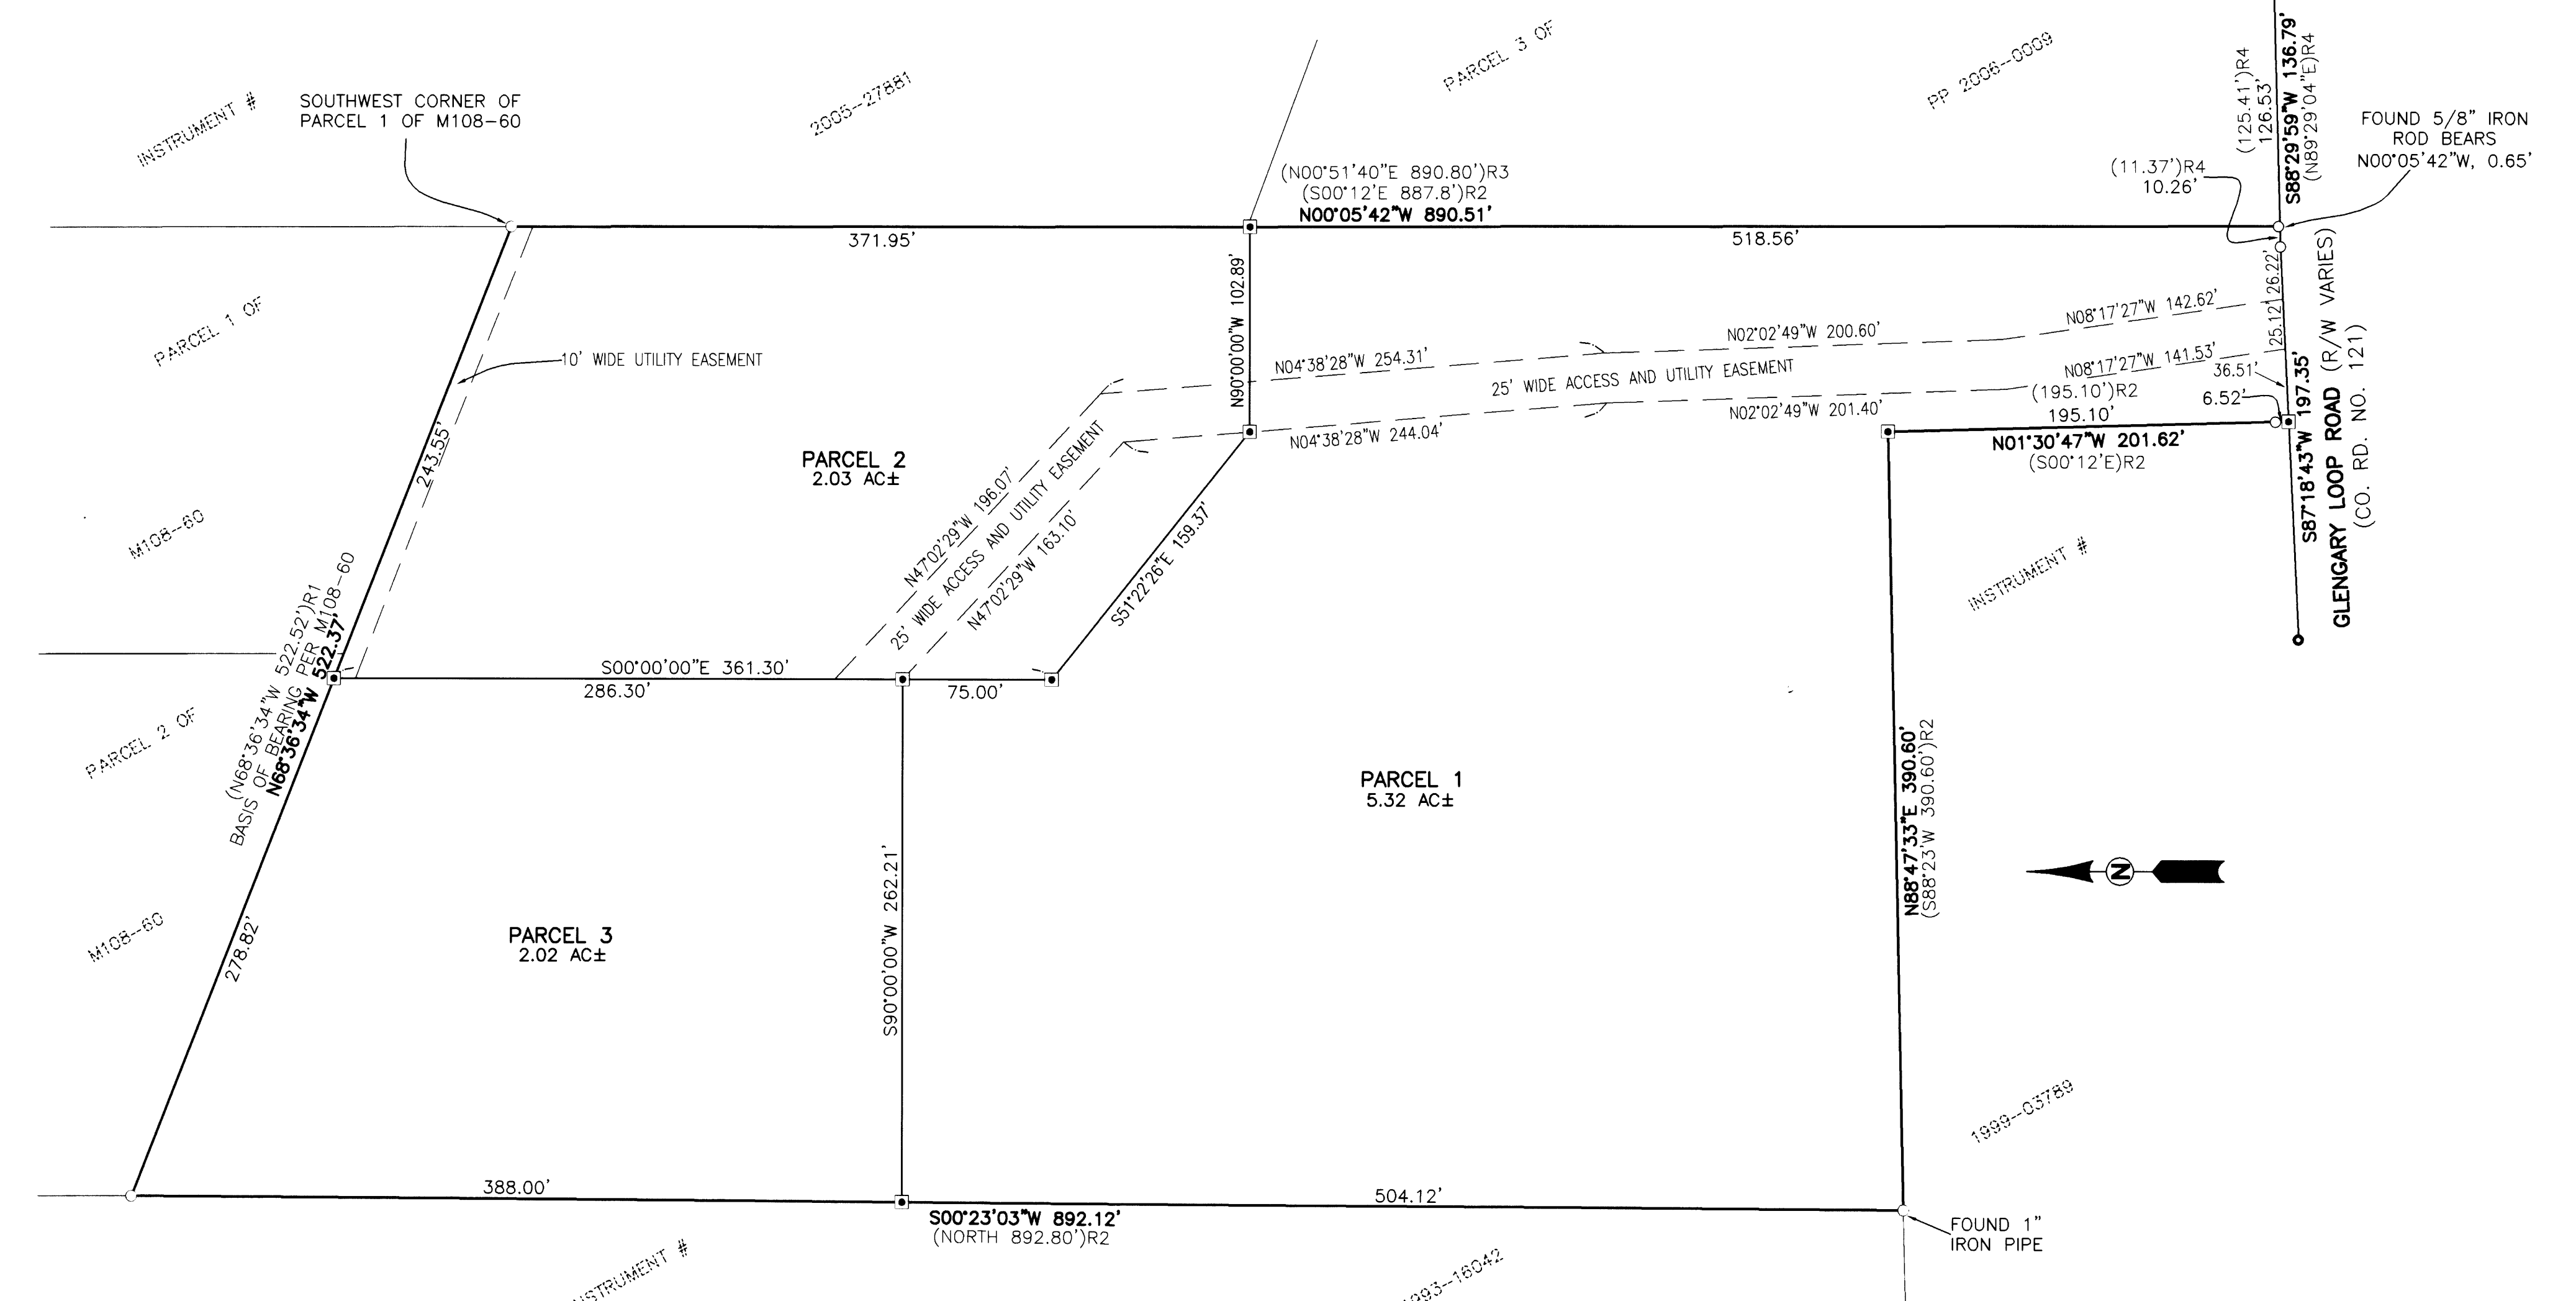 INSTRUMENT #
SOUTHWEST CORNER OF
PARCEL 1 OF M108-60
2005-27881
PARCEL 3 OF
PP 2006-0009
(125.41')R4
126.53'
S88°29'59"W 136.79'
(N89°29'04"E)R4
FOUND 5/8" IRON
ROD BEARS
N00°05'42"W, 0.65'
(11.37')R4
10.26'
(N00°51'40"E 890.80')R3
(S00°12'E 887.8')R2
N00°05'42"W 890.51'
371.95'
518.56'
PARCEL 1 OF
M108-60
10' WIDE UTILITY EASEMENT
243.55'
N90°00'00"W 102.89'
N04°38'28"W 254.31'
N02°02'49"W 200.60'
N08°17'27"W 142.62'
26.22'
25.12'
25' WIDE ACCESS AND UTILITY EASEMENT
N04°38'28"W 244.04'
N02°02'49"W 201.40'
N08°17'27"W 141.53'
36.51'
6.52'
(195.10')R2
195.10'
N01°30'47"W 201.62'
(S00°12'E)R2
S87°18'43"W 197.35'
GLENGARY LOOP ROAD (R/W VARIES)
(CO. RD. NO. 121)
PARCEL 2
2.03 AC±
N47°02'29"W 196.07'
25' WIDE ACCESS AND UTILITY EASEMENT
N47°02'29"W 163.10'
S51°22'26"E 159.37'
INSTRUMENT #
(N68°36'34"W 522.52')R1
BASIS OF BEARING PER M108-60
N68°36'34"W 522.37'
S00°00'00"E 361.30'
286.30'
75.00'
PARCEL 2 OF
M108-60
PARCEL 1
5.32 AC±
N88°47'33"E 390.60'
(S88°23'W 390.60')R2
N
S90°00'00"W 262.21'
PARCEL 3
2.02 AC±
278.82'
1999-03789
388.00'
504.12'
S00°23'03"W 892.12'
(NORTH 892.80')R2
FOUND 1"
IRON PIPE
NSTRUMENT #
993-16042